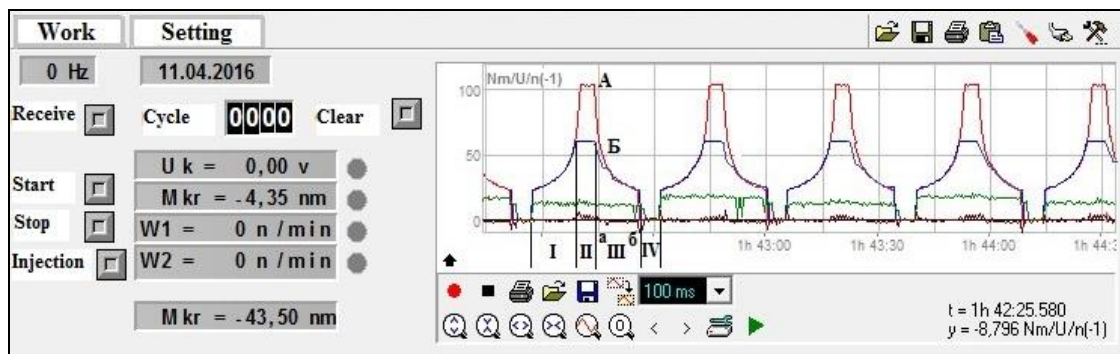 Work Setting
0 Hz 11.04.2016
Receive Cycle 0000 Clear
U k = 0,00 v
Start M kr = -4,35 nm
Stop W1 = 0 n / min
Injection W2 = 0 n / min
M kr = -43,50 nm
Nm/U/n(-1)
100
50
0
А
Б
а б
I II III IV
1h 43:00 1h 43:30 1h 44:00 1h 44:
100 ms
t = 1h 42:25.580
y = -8,796 Nm/U/n(-1)